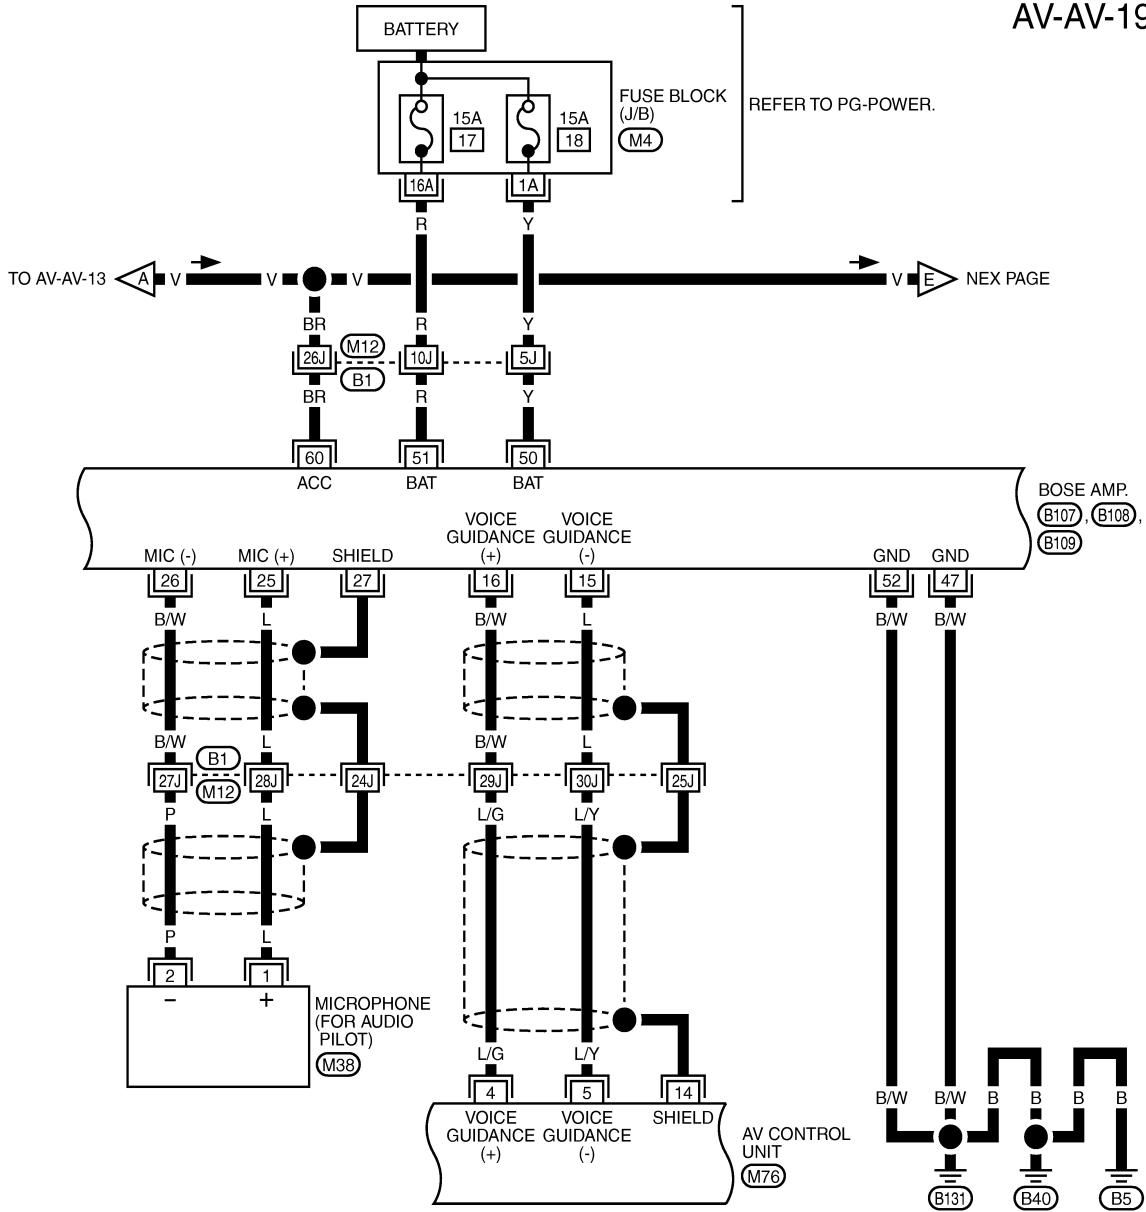 AV-AV-19
BATTERY
FUSE BLOCK
(J/B)
M4
REFER TO PG-POWER.
15A
17
15A
18
16A
1A
R
Y
TO AV-AV-13
A
V
V
V
V
E
NEX PAGE
BR
R
Y
M12
26J
10J
5J
B1
BR
R
Y
60
51
50
ACC
BAT
BAT
BOSE AMP.
B107 , B108 ,
B109
VOICE
GUIDANCE
(+)
VOICE
GUIDANCE
(-)
MIC (-)
MIC (+)
SHIELD
GND
GND
26
25
27
16
15
52
47
B/W
L
B/W
L
B/W
B/W
B/W
L
B/W
L
B1
27J
28J
24J
29J
30J
25J
M12
P
L
L/G
L/Y
P
L
2
1
–
+
MICROPHONE
(FOR AUDIO
PILOT)
M38
L/G
L/Y
4
5
14
VOICE
GUIDANCE
(+)
VOICE
GUIDANCE
(-)
SHIELD
AV CONTROL
UNIT
M76
B/W
B/W
B
B
B
B
B131
B40
B5